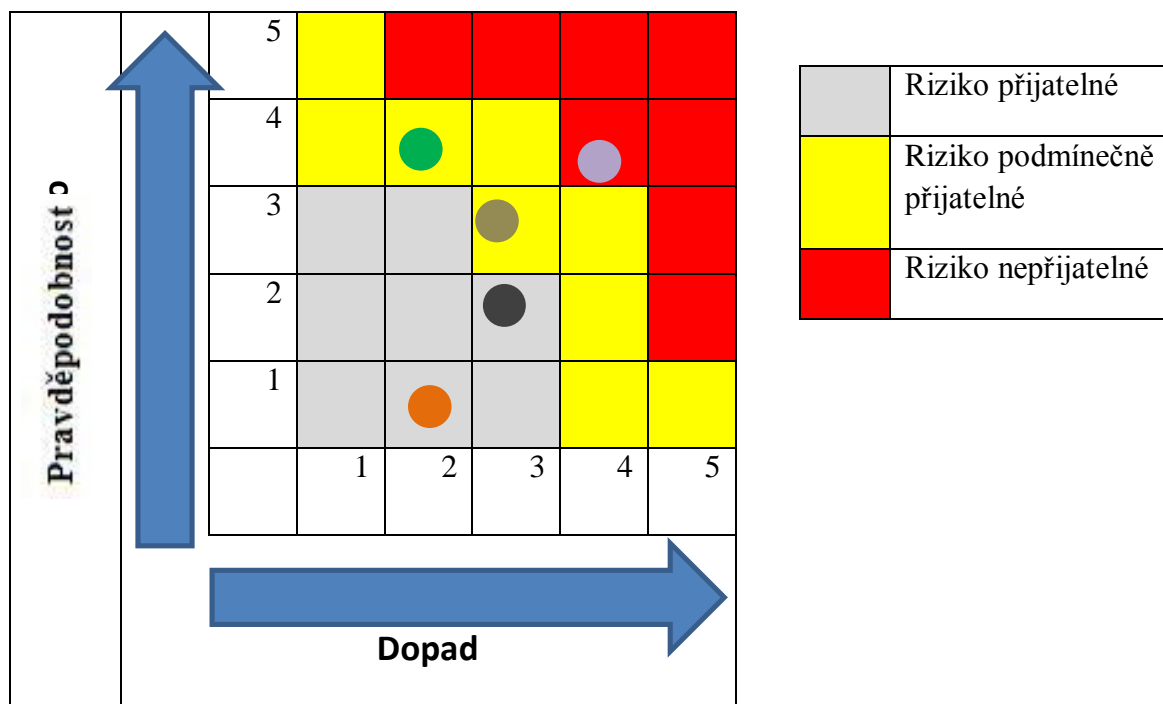 5
4
3
2
1
1 2 3 4 5
Pravděpodobnost
Dopad
Riziko přijatelné
Riziko podmínečně
přijatelné
Riziko nepřijatelné